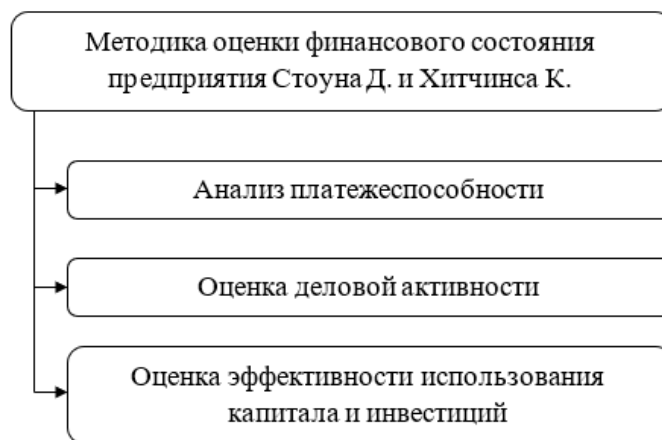 Методика оценки финансового состояния
предприятия Стоуна Д. и Хитчинса К.
Анализ платежеспособности
Оценка деловой активности
Оценка эффективности использования
капитала и инвестиций